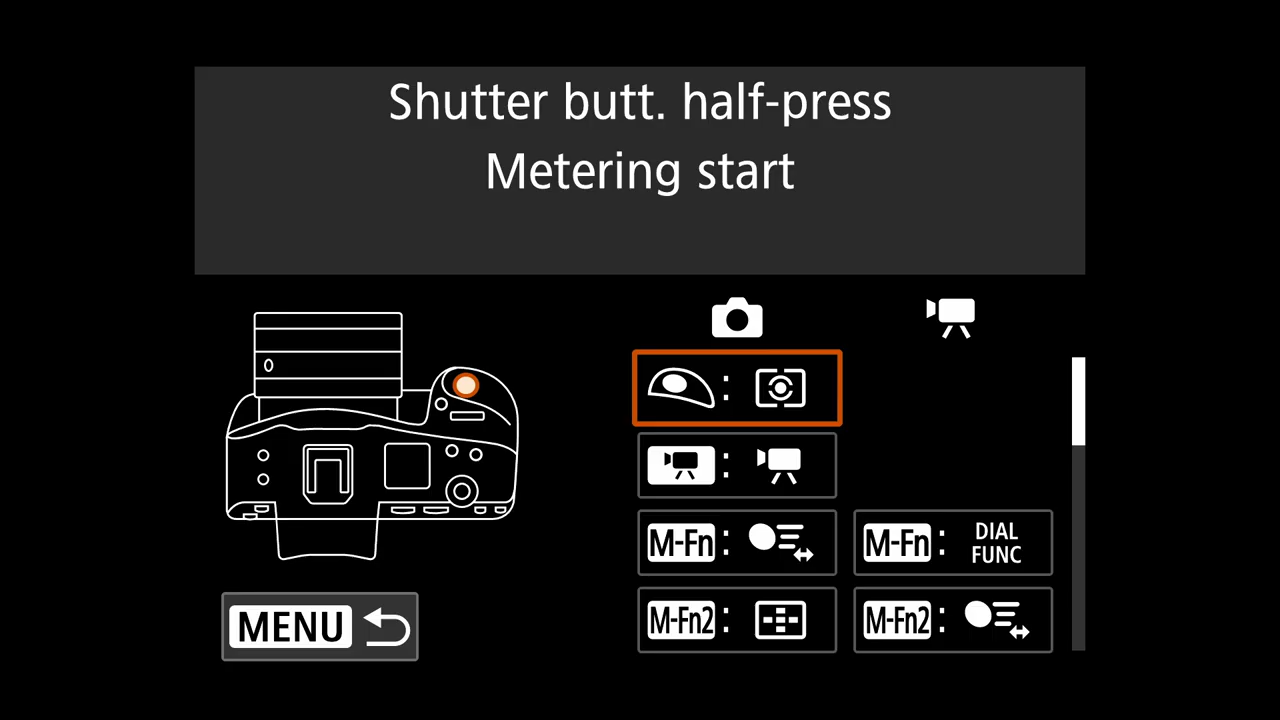 Shutter butt. half-press
Metering start
:
:
M-Fn :
M-Fn : DIAL FUNC
M-Fn2 :
M-Fn2 :
MENU